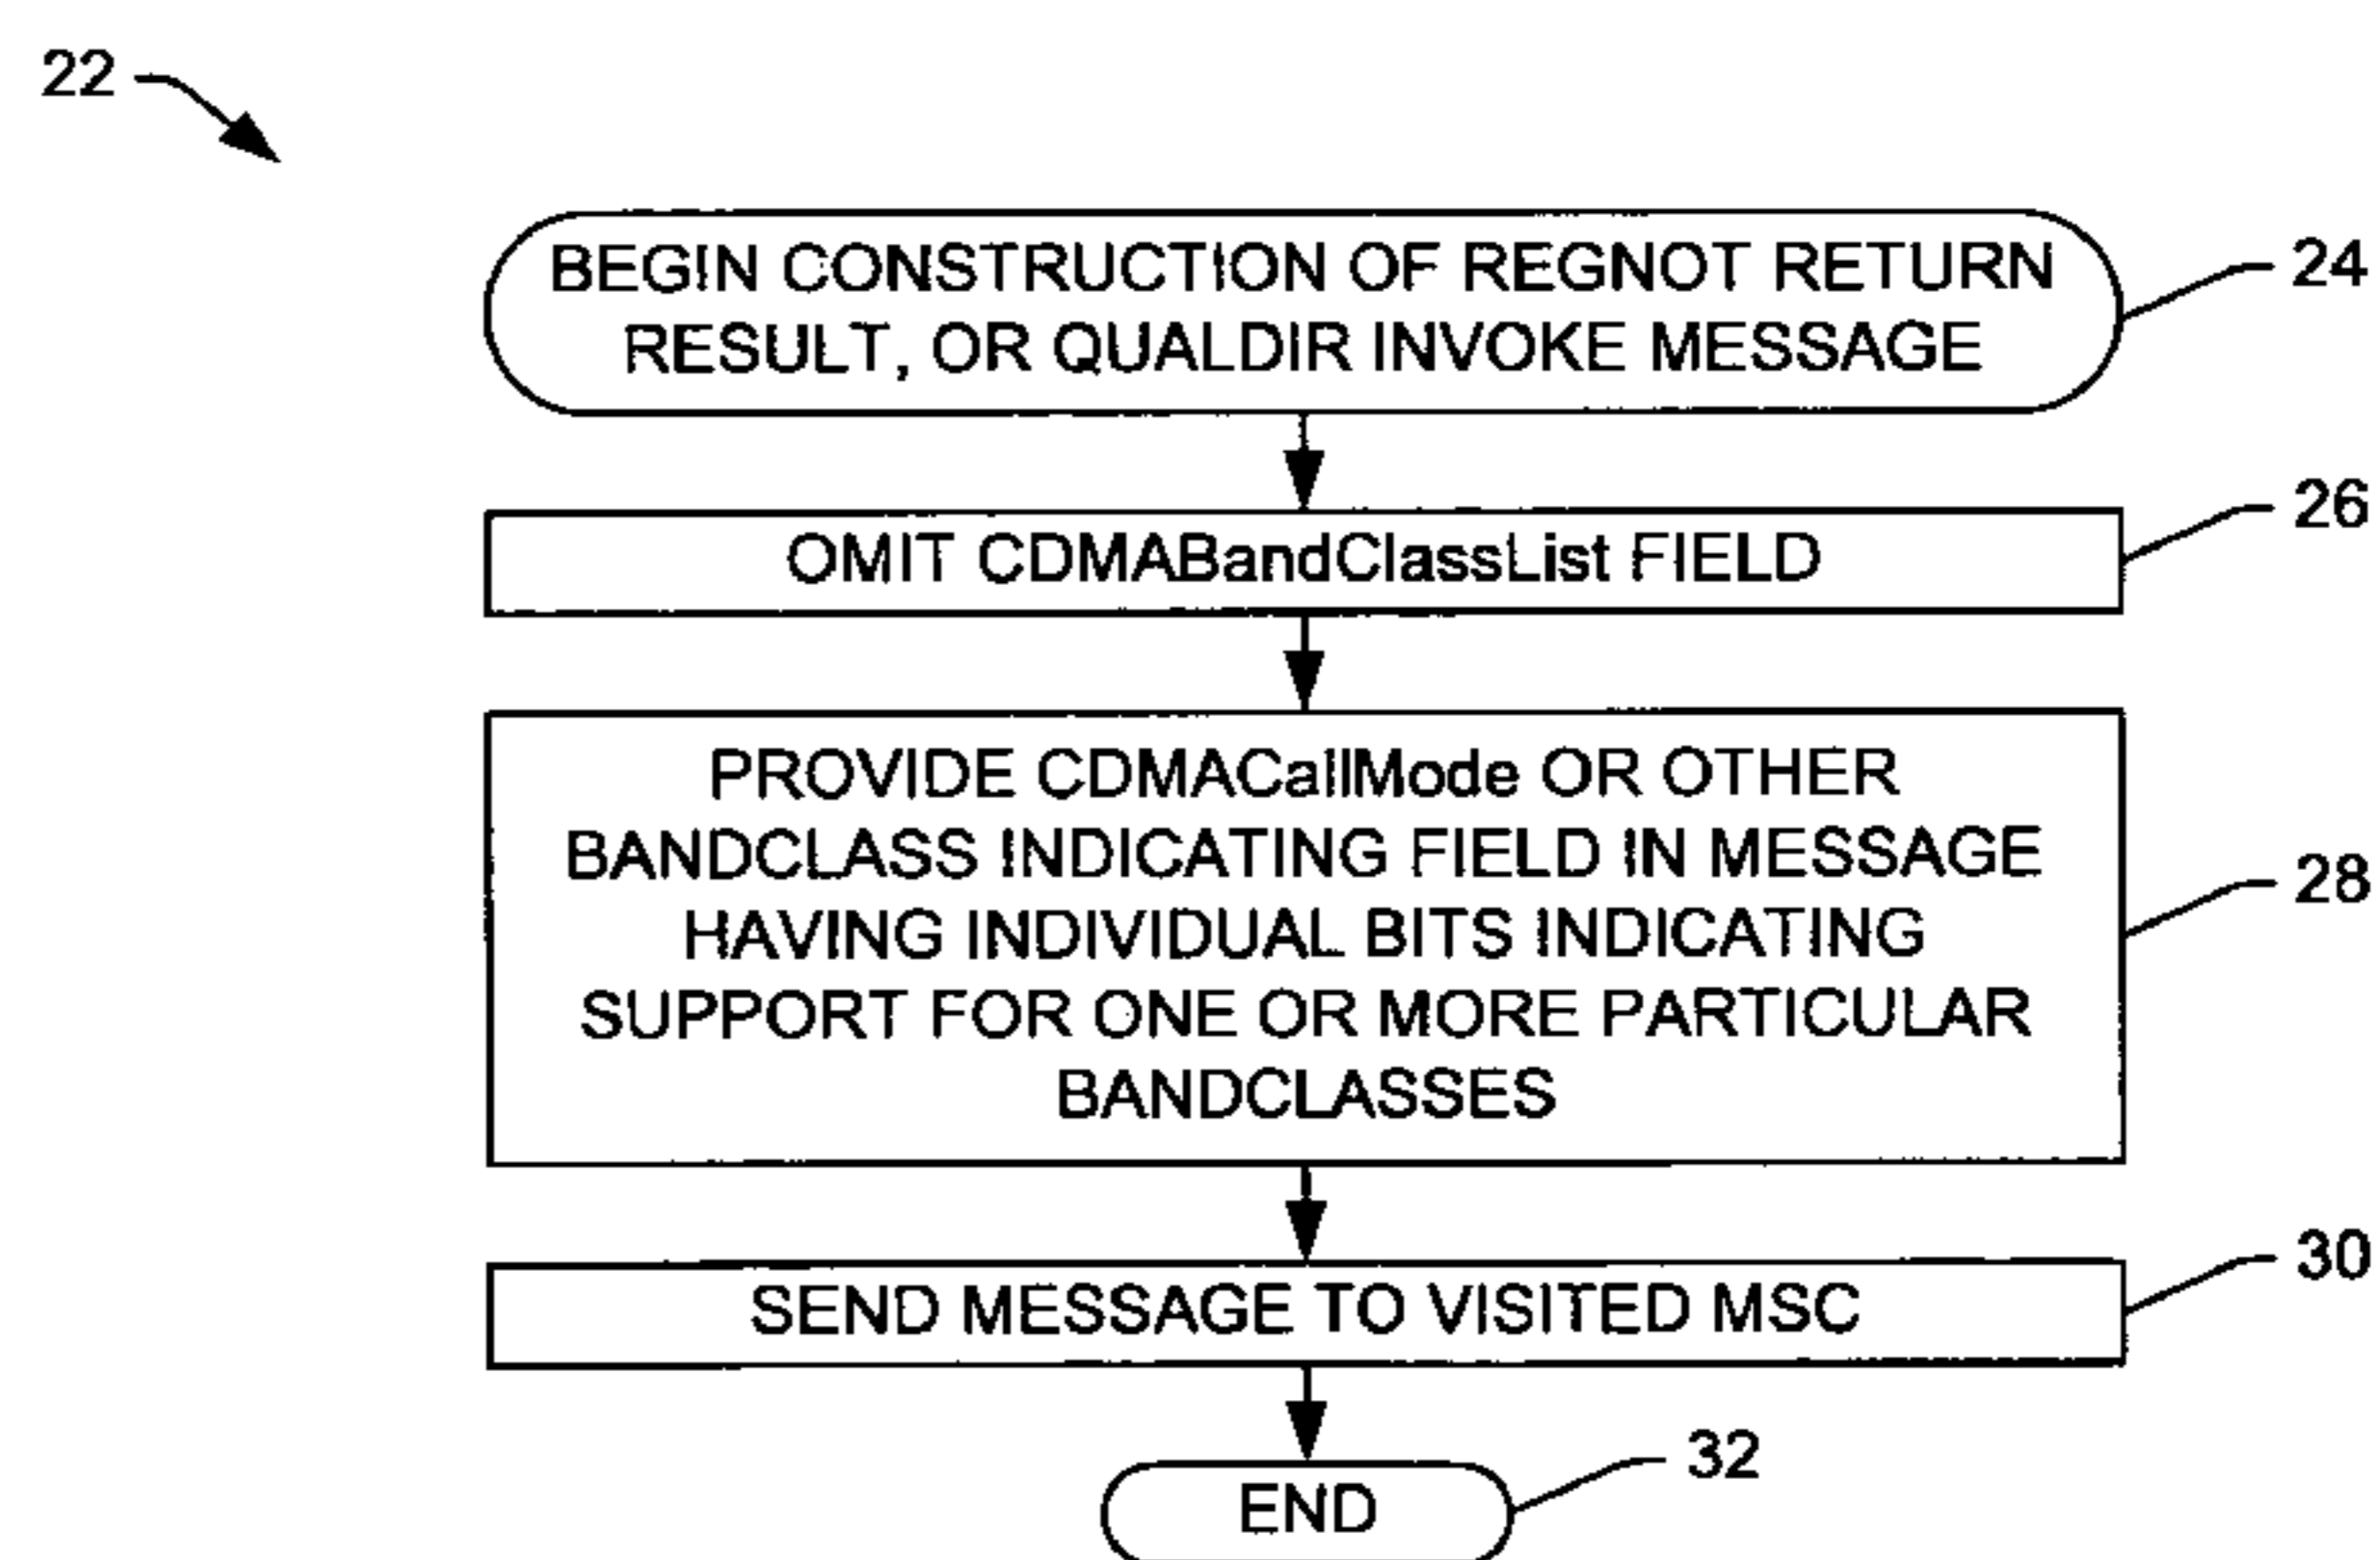 22
BEGIN CONSTRUCTION OF REGNOT RETURN
RESULT, OR QUALDIR INVOKE MESSAGE
24
OMIT CDMABandClassList FIELD
26
PROVIDE CDMACallMode OR OTHER
BANDCLASS INDICATING FIELD IN MESSAGE
HAVING INDIVIDUAL BITS INDICATING
SUPPORT FOR ONE OR MORE PARTICULAR
BANDCLASSES
28
SEND MESSAGE TO VISITED MSC
30
END
32